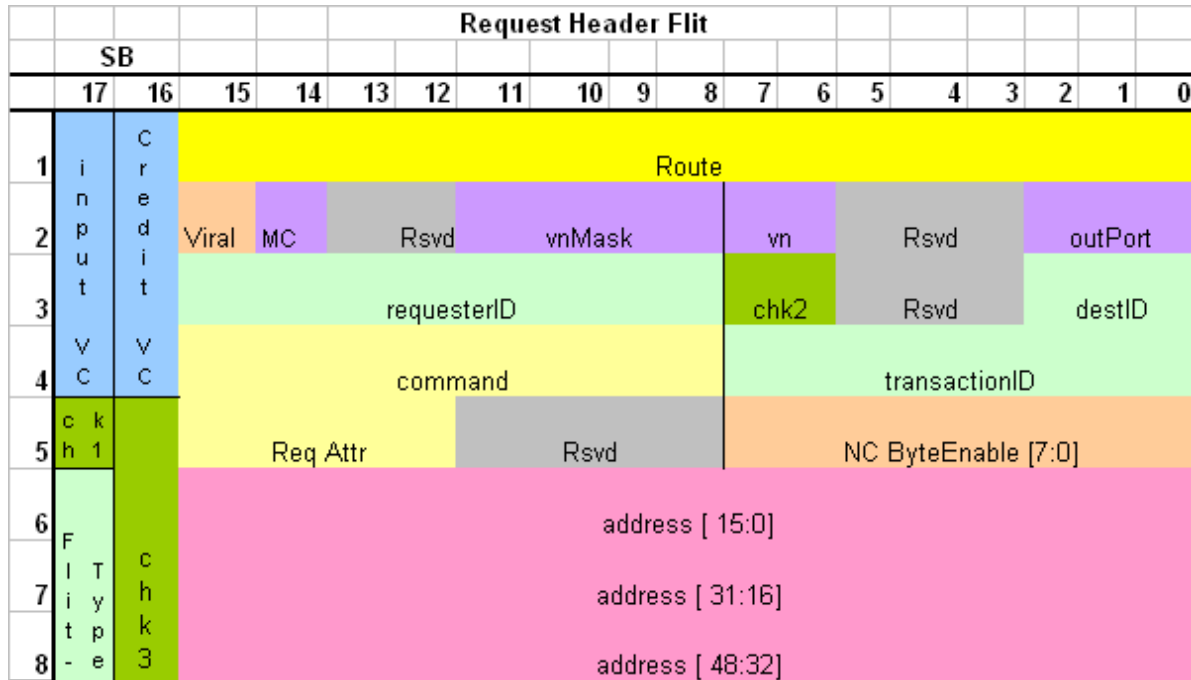 Request Header Flit
SB
17 16 15 14 13 12 11 10 9 8 7 6 5 4 3 2 1 0
1 Route
2 Viral MC Rsvd vnMask vn Rsvd outPort
input VC
Credit VC
3 requesterID chk2 Rsvd destID
4 command transactionID
5 chk1 Req Attr Rsvd NC ByteEnable [7:0]
6 address [ 15:0]
Flit-Type
chk3
7 address [ 31:16]
8 address [ 48:32]